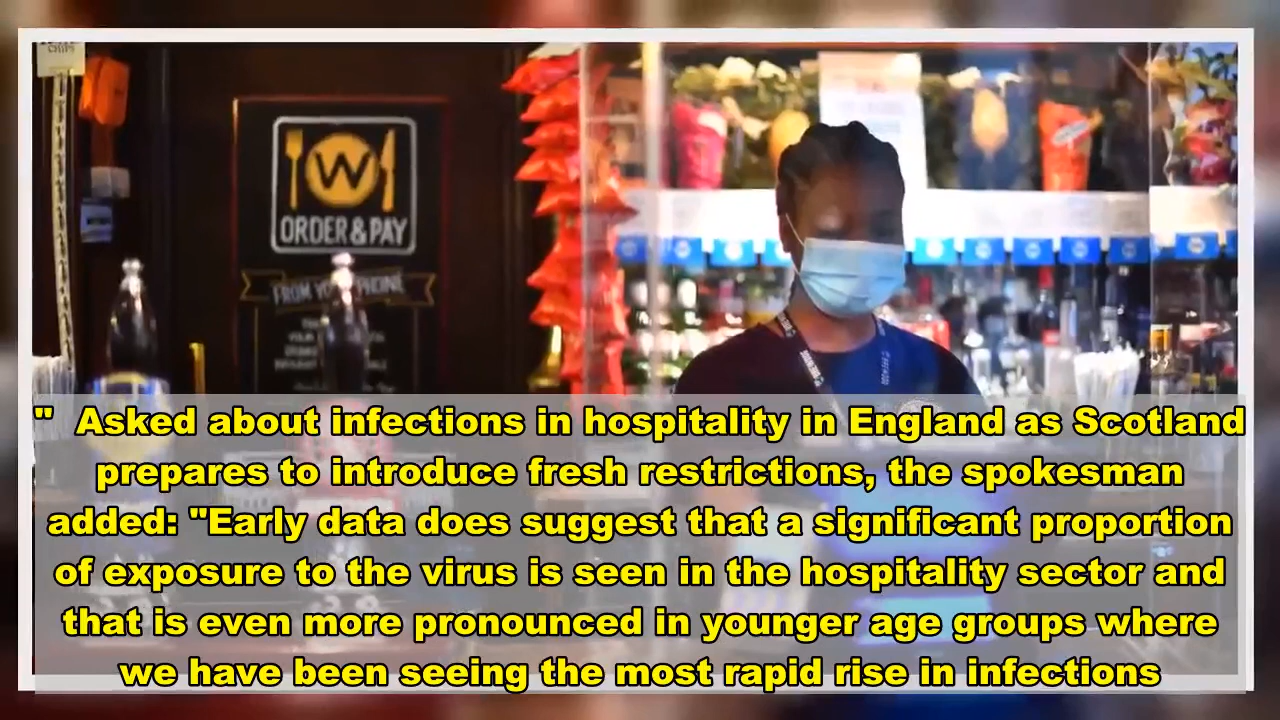 W
ORDER & PAY
FROM YOUR PHONE
" Asked about infections in hospitality in England as Scotland
prepares to introduce fresh restrictions, the spokesman
added: "Early data does suggest that a significant proportion
of exposure to the virus is seen in the hospitality sector and
that is even more pronounced in younger age groups where
we have been seeing the most rapid rise in infections